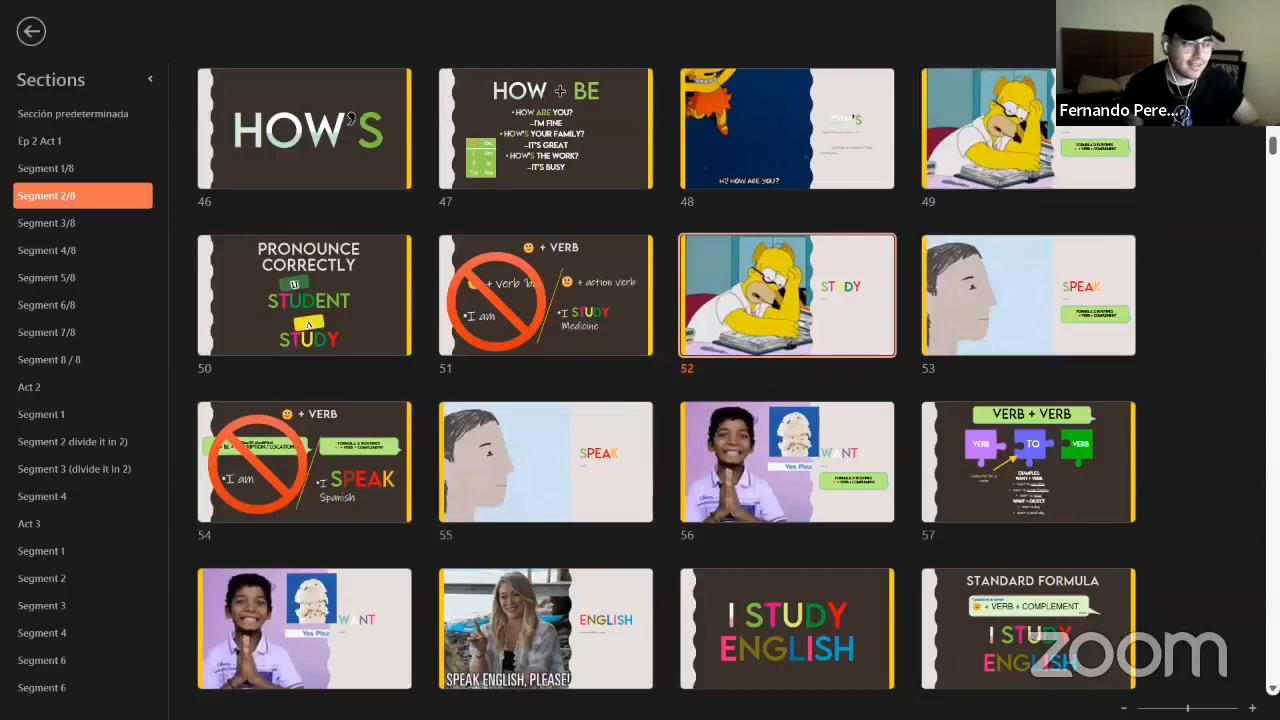 Sections
Sección predeterminada
Ep 2 Act 1
Segment 1/8
Segment 2/8
Segment 3/8
Segment 4/8
Segment 5/8
Segment 6/8
Segment 7/8
Segment 8 / 8
Act 2
Segment 1
Segment 2 divide it in 2)
Segment 3 (divide it in 2)
Segment 4
Act 3
Segment 1
Segment 2
Segment 3
Segment 4
Segment 6
Segment 6
Fernando Pere...
HOW'S
46
HOW + BE
•HOW ARE YOU?
–I'M FINE
•HOW'S YOUR FAMILY?
–IT'S GREAT
•HOW'S THE WORK?
–IT'S BUSY
47
HI! HOW ARE YOU?
48
49
PRONOUNCE
CORRECTLY
STUDENT
STUDY
50
+ VERB
+ verb 'b
•I am
+ action verb
•I STUDY
Medicine
51
STUDY
52
SPEAK
53
+ VERB
•I am
•I SPEAK
Spanish
54
SPEAK
55
WANT
56
VERB + VERB
VERB
TO
VERB
EXAMPLES:
WANT + VERB
WANT + OBJECT
57
WANT
ENGLISH
SPEAK ENGLISH, PLEASE!
I STUDY
ENGLISH
STANDARD FORMULA
+ VERB + COMPLEMENT
I STUDY
ENGLISH
zoom